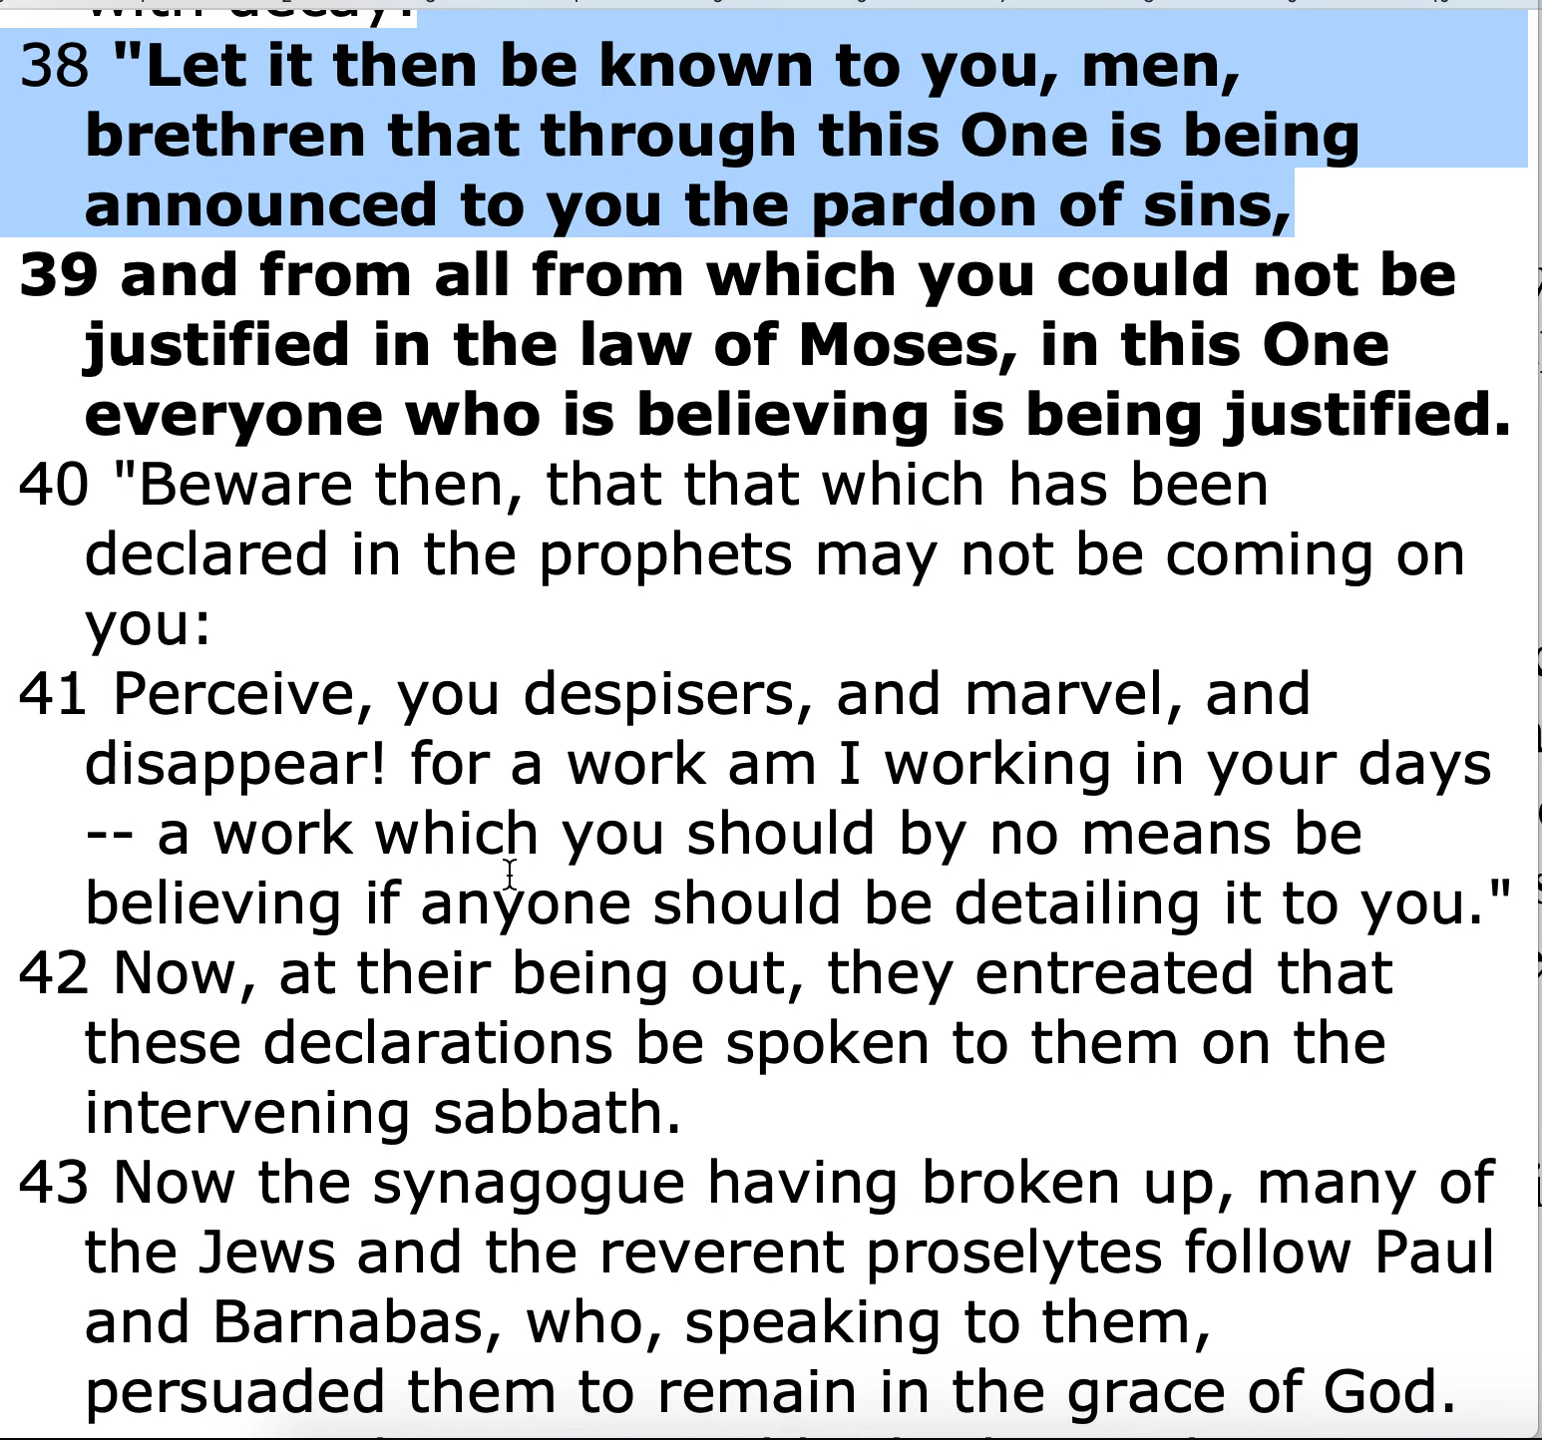 with decay.
38 "Let it then be known to you, men,
brethren that through this One is being
announced to you the pardon of sins,
39 and from all from which you could not be
justified in the law of Moses, in this One
everyone who is believing is being justified.
40 "Beware then, that that which has been
declared in the prophets may not be coming on
you:
41 Perceive, you despisers, and marvel, and
disappear! for a work am I working in your days
-- a work which you should by no means be
believing if anyone should be detailing it to you."
42 Now, at their being out, they entreated that
these declarations be spoken to them on the
intervening sabbath.
43 Now the synagogue having broken up, many of
the Jews and the reverent proselytes follow Paul
and Barnabas, who, speaking to them,
persuaded them to remain in the grace of God.